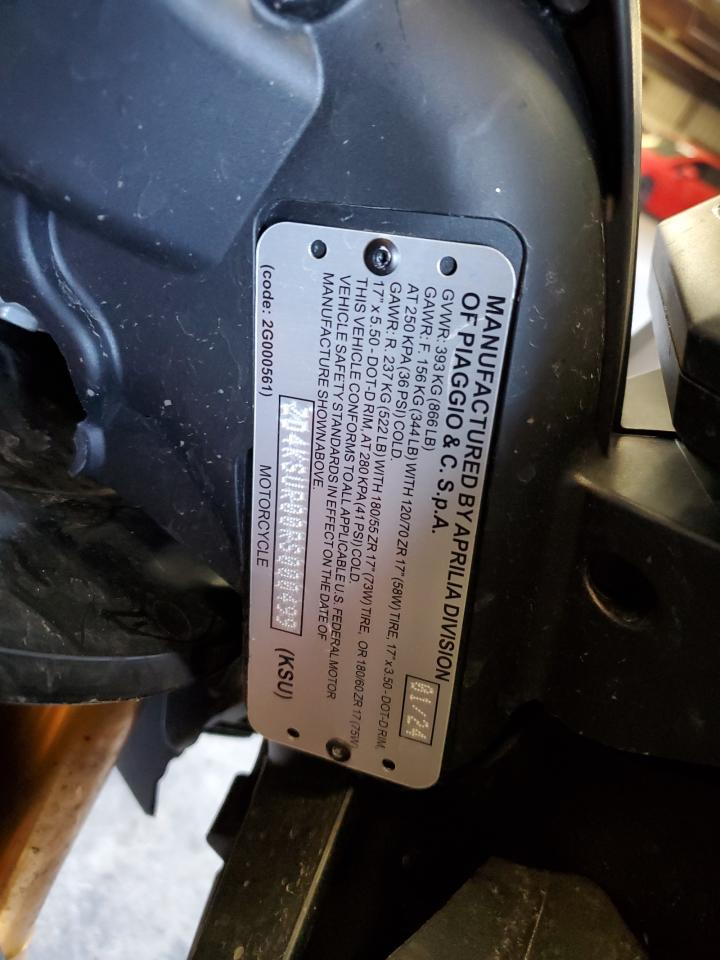 MANUFACTURED BY APRILIA DIVISION
OF PIAGGIO & C. S.p.A.
01/24
GVWR: 393 KG (866 LB)
GAWR: F. 156 KG (344 LB) WITH 120/70 ZR 17" (58W) TIRE, 17" x 3.50 - DOT-D RIM,
AT 250 KPA (36 PSI) COLD.
GAWR: R. 237 KG (522 LB) WITH 180/55 ZR 17" (73W) TIRE, OR 180/60 ZR 17 (75W)
17" x 5.50 - DOT-D RIM, AT 280 KPA (41 PSI) COLD.
THIS VEHICLE CONFORMS TO ALL APPLICABLE U.S. FEDERAL MOTOR
VEHICLE SAFETY STANDARDS IN EFFECT ON THE DATE OF
MANUFACTURE SHOWN ABOVE.
(KSU)
(code: 2G000561)
MOTORCYCLE